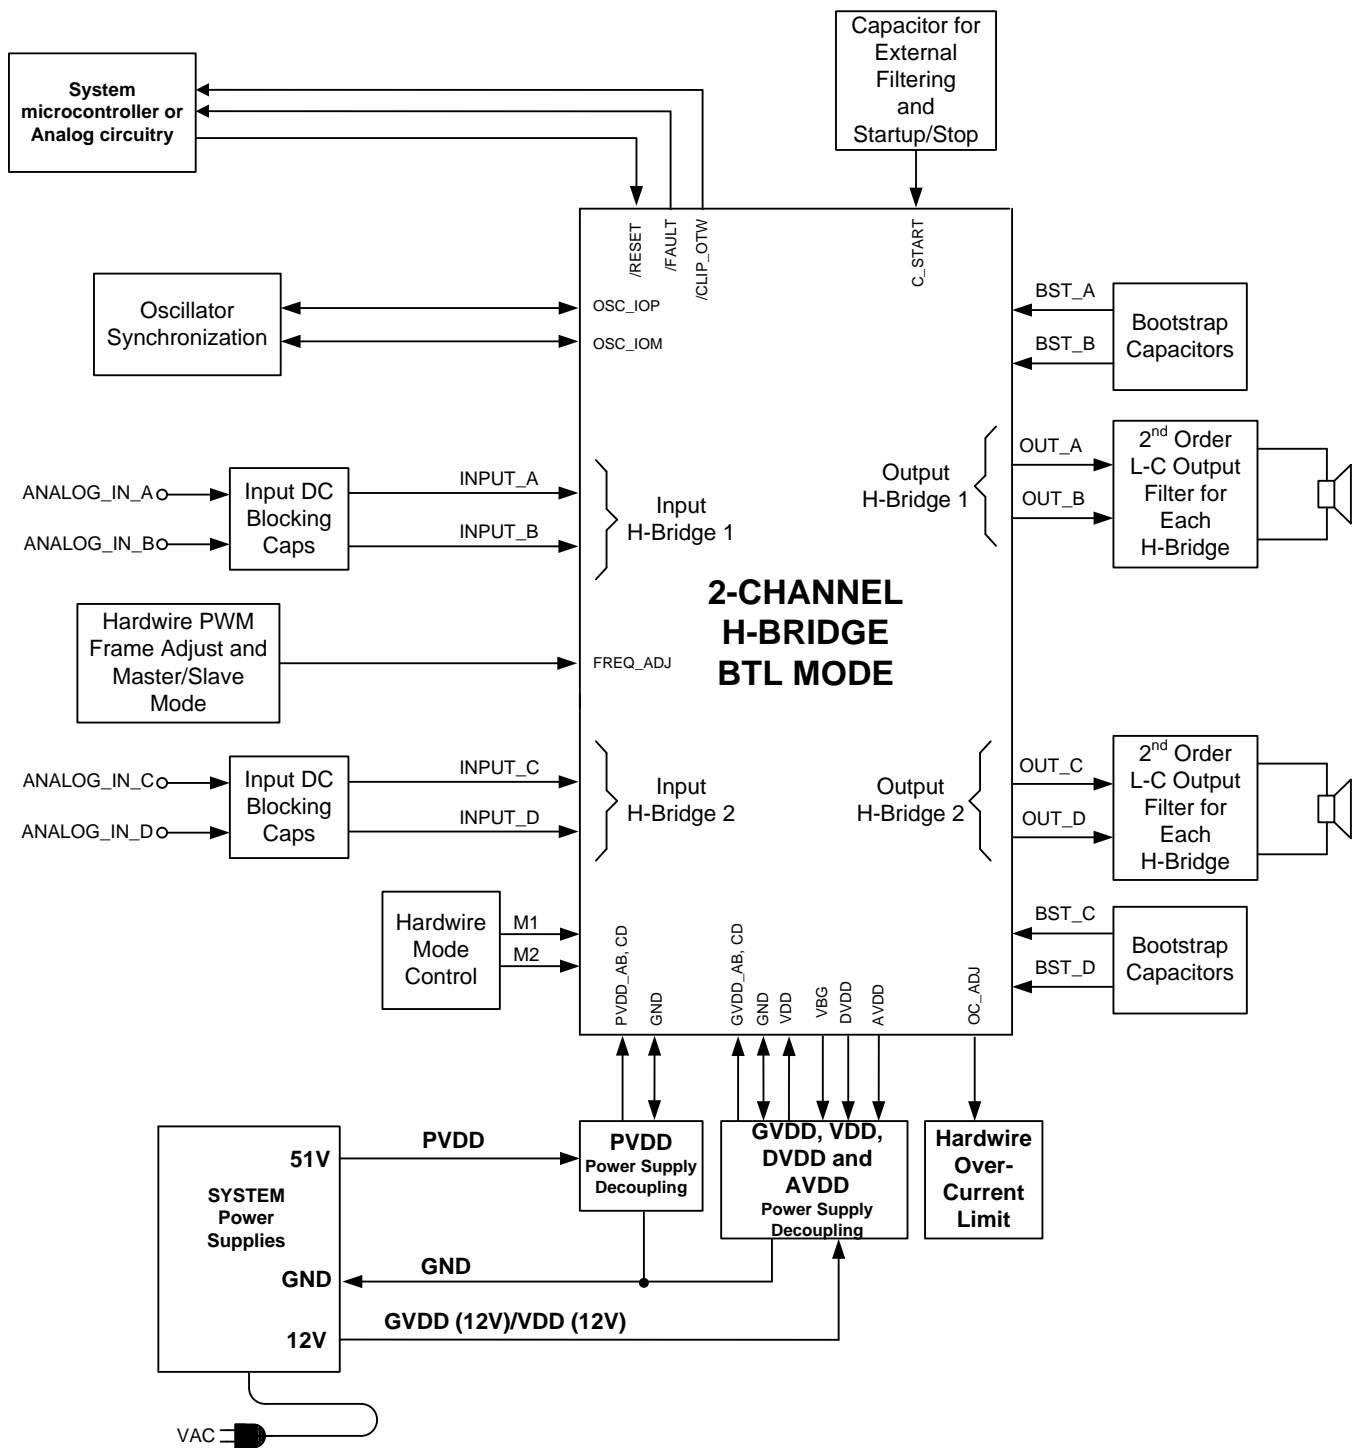 Capacitor for
External
Filtering
and
Startup/Stop
System
microcontroller or
Analog circuitry
/RESET
/FAULT
/CLIP_OTW
C_START
Oscillator
Synchronization
OSC_IOP
OSC_IOM
BST_A
BST_B
Bootstrap
Capacitors
ANALOG_IN_A
ANALOG_IN_B
Input DC
Blocking
Caps
INPUT_A
INPUT_B
Input
H-Bridge 1
Output
H-Bridge 1
OUT_A
OUT_B
2nd Order
L-C Output
Filter for
Each
H-Bridge
2-CHANNEL
H-BRIDGE
BTL MODE
Hardwire PWM
Frame Adjust and
Master/Slave
Mode
FREQ_ADJ
ANALOG_IN_C
ANALOG_IN_D
Input DC
Blocking
Caps
INPUT_C
INPUT_D
Input
H-Bridge 2
Output
H-Bridge 2
OUT_C
OUT_D
2nd Order
L-C Output
Filter for
Each
H-Bridge
Hardwire
Mode
Control
M1
M2
PVDD_AB, CD
GND
GVDD_AB, CD
GND
VDD
VBG
DVDD
AVDD
OC_ADJ
BST_C
BST_D
Bootstrap
Capacitors
SYSTEM
Power
Supplies
51V
GND
12V
PVDD
PVDD
Power Supply
Decoupling
GVDD, VDD,
DVDD and
AVDD
Power Supply
Decoupling
Hardwire
Over-
Current
Limit
GND
GVDD (12V)/VDD (12V)
VAC